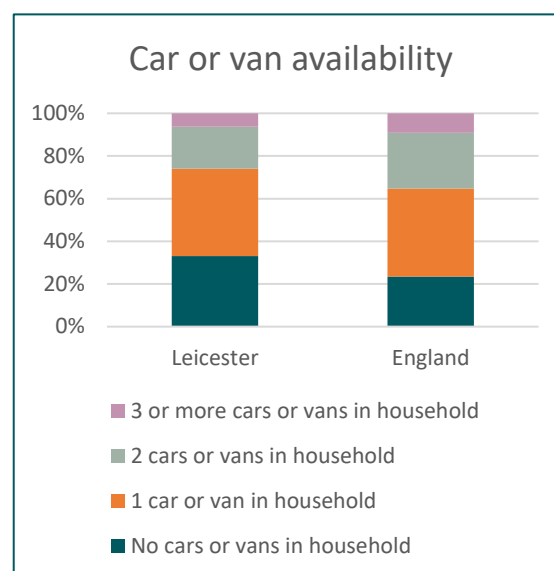 Car or van availability
100%
80%
60%
40%
20%
0%
Leicester England
3 or more cars or vans in household
2 cars or vans in household
1 car or van in household
No cars or vans in household